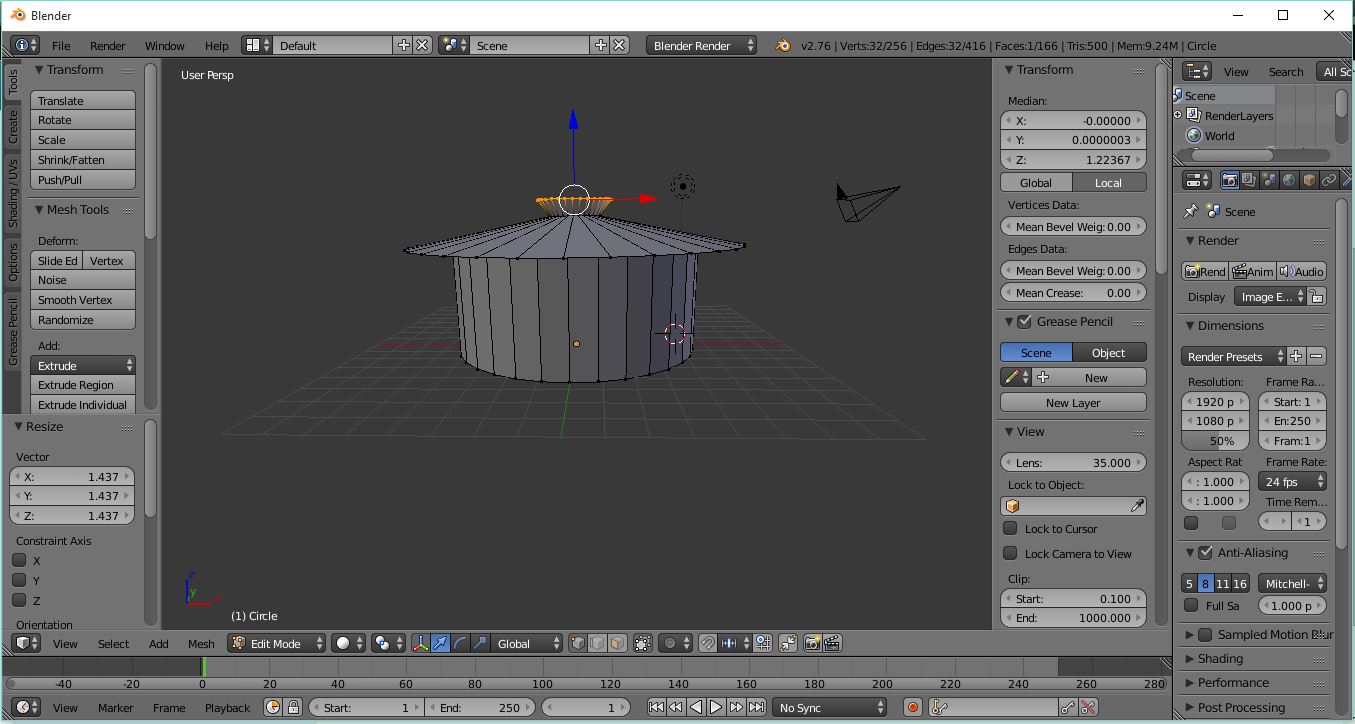 Blender
File Render Window Help Default Scene Blender Render v2.76 | Verts:32/256 | Edges:32/416 | Faces:1/166 | Tris:500 | Mem:9.24M | Circle
Tools
Create
Shading / UVs
Options
Grease Pencil
Transform
Translate
Rotate
Scale
Shrink/Fatten
Push/Pull
Mesh Tools
Deform:
Slide Ed Vertex
Noise
Smooth Vertex
Randomize
Add:
Extrude
Extrude Region
Extrude Individual
Resize
Vector
X: 1.437
Y: 1.437
Z: 1.437
Constraint Axis
X
Y
Z
Orientation
User Persp
z
y
x
(1) Circle
Transform
Median:
X: -0.00000
Y: 0.0000003
Z: 1.22367
Global Local
Vertices Data:
Mean Bevel Weig: 0.00
Edges Data:
Mean Bevel Weig: 0.00
Mean Crease: 0.00
Grease Pencil
Scene Object
New
New Layer
View
Lens: 35.000
Lock to Object:
Lock to Cursor
Lock Camera to View
Clip:
Start: 0.100
End: 1000.000
View Search All Sc
Scene
RenderLayers
World
Scene
Render
Rend Anim Audio
Display Image E...
Dimensions
Render Presets
Resolution: Frame Ra...
1920 p Start: 1
1080 p En:250
50% Fram:1
Aspect Rat Frame Rate:
: 1.000 24 fps
: 1.000 Time Rem...
1
Anti-Aliasing
5 8 11 16 Mitchell-
Full Sa 1.000 p
Sampled Motion Blur
Shading
Performance
Post Processing
View Select Add Mesh Edit Mode Global
-40 -20 0 20 40 60 80 100 120 140 160 180 200 220 240 260 280
View Marker Frame Playback Start: 1 End: 250 1 No Sync